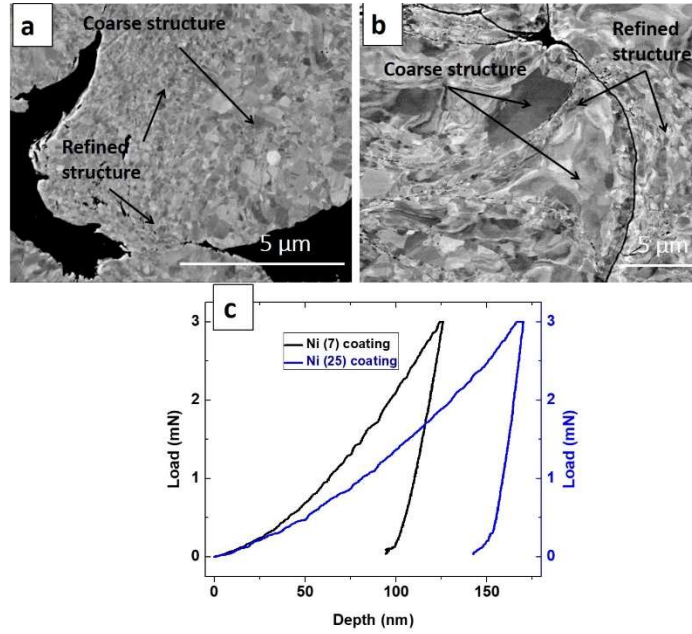 a
Coarse structure
Refined
structure
5 µm
b
Refined
structure
Coarse structure
5 µm
c
Ni (7) coating
Ni (25) coating
3
2
1
0
Load (mN)
3
2
1
0
Load (mN)
0
50
100
150
Depth (nm)